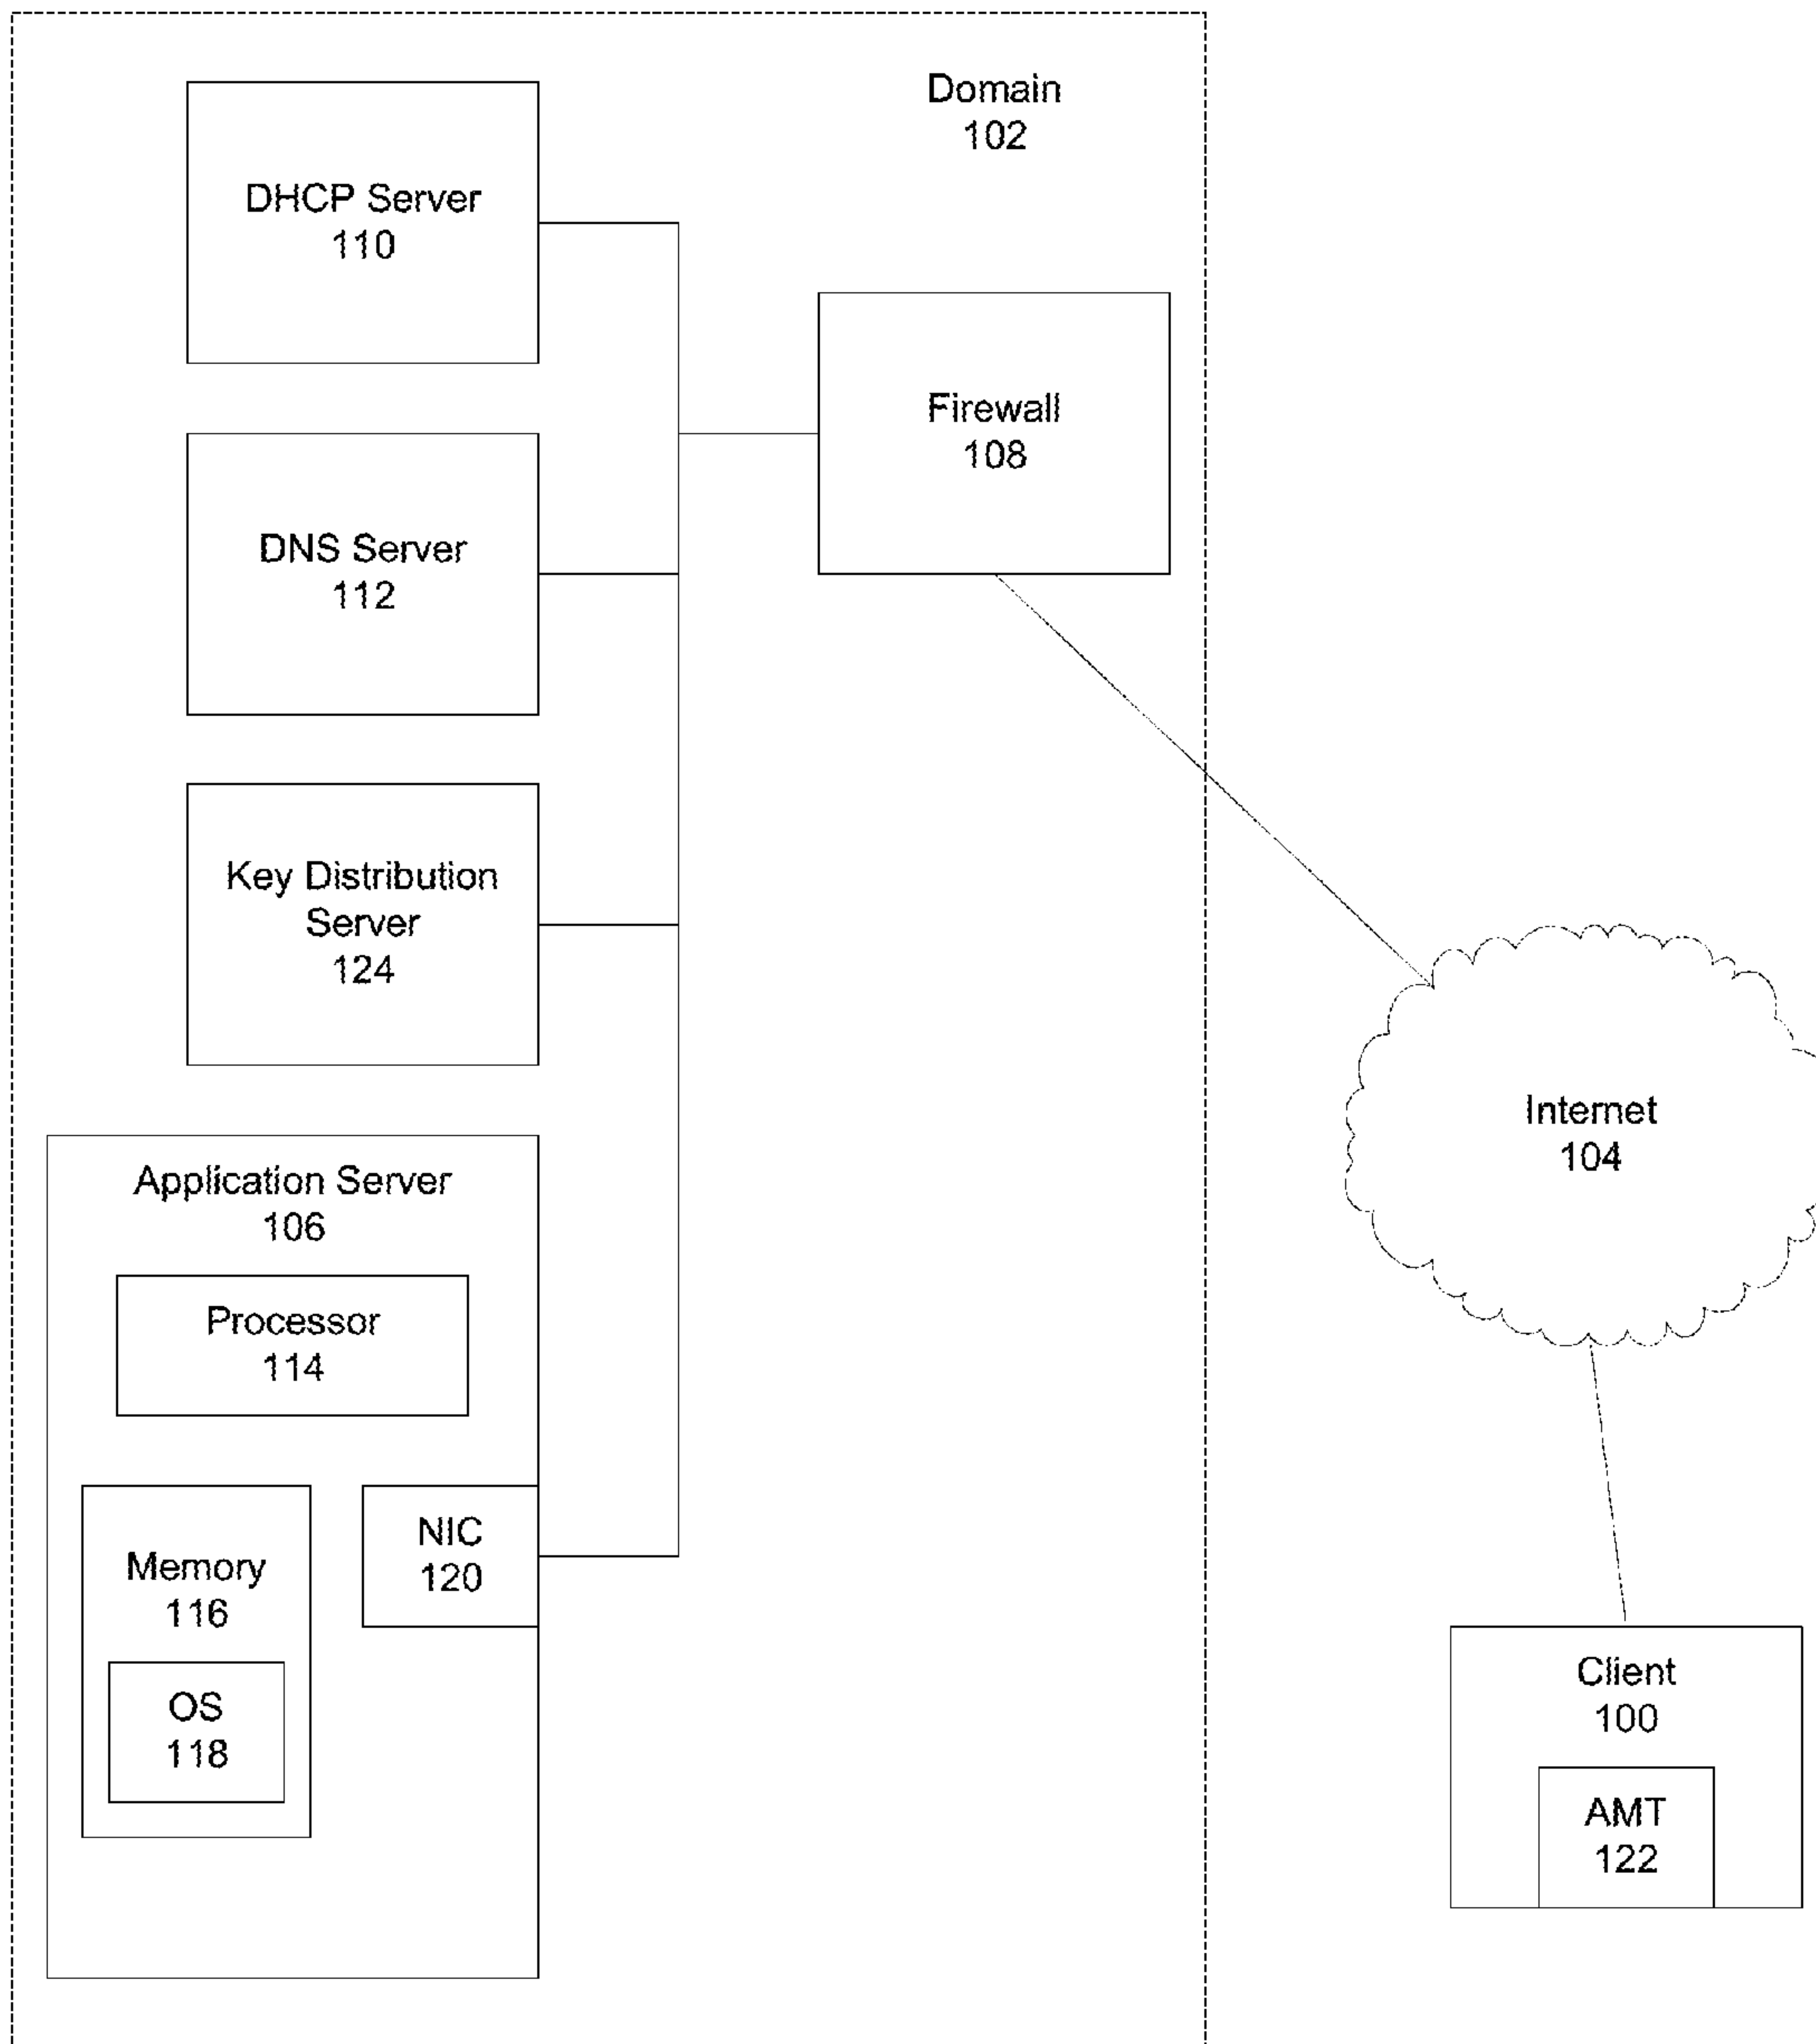 Domain
102
DHCP Server
110
Firewall
108
DNS Server
112
Key Distribution
Server
124
Internet
104
Application Server
106
Processor
114
NIC
120
Memory
116
OS
118
Client
100
AMT
122